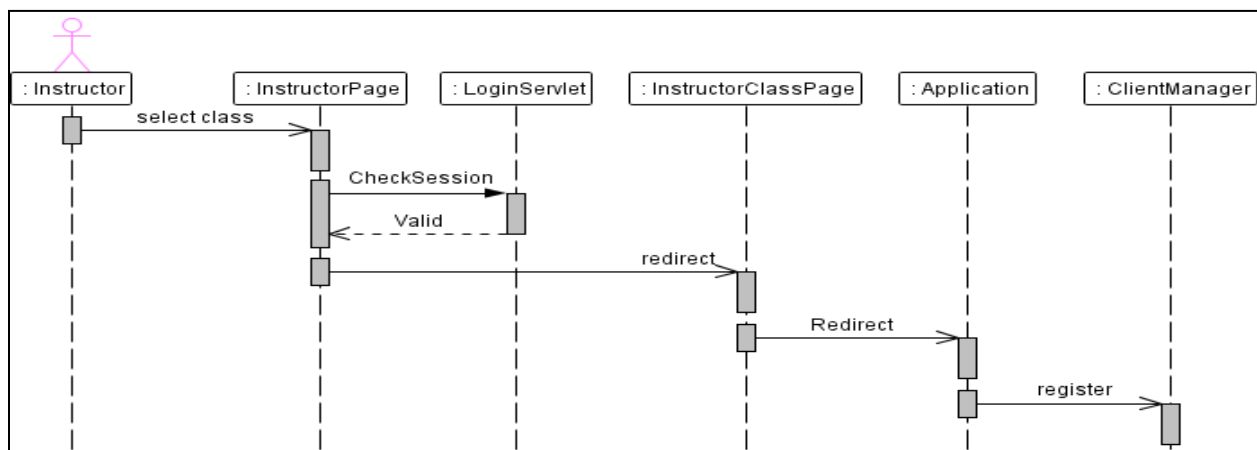 : Instructor
: InstructorPage
: LoginServlet
: InstructorClassPage
: Application
: ClientManager
select class
CheckSession
Valid
redirect
Redirect
register